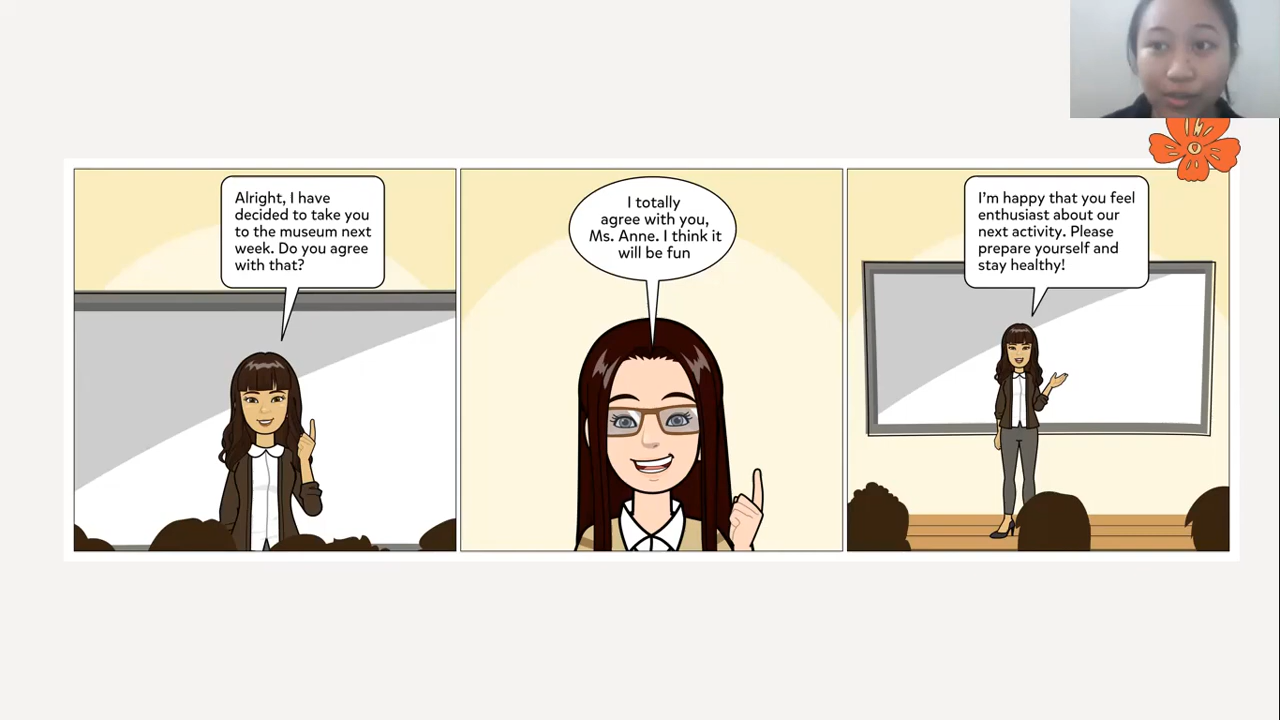 Alright, I have
decided to take you
to the museum next
week. Do you agree
with that?
I totally
agree with you,
Ms. Anne. I think it
will be fun
I'm happy that you feel
enthusiast about our
next activity. Please
prepare yourself and
stay healthy!